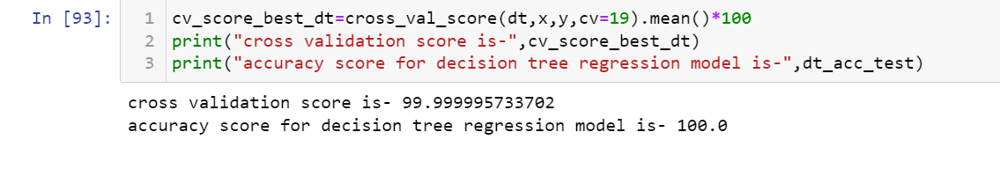 In [93]:
1 cv_score_best_dt=cross_val_score(dt,x,y,cv=19).mean()*100
2 print("cross validation score is-",cv_score_best_dt)
3 print("accuracy score for decision tree regression model is-",dt_acc_test)
cross validation score is- 99.999995733702
accuracy score for decision tree regression model is- 100.0